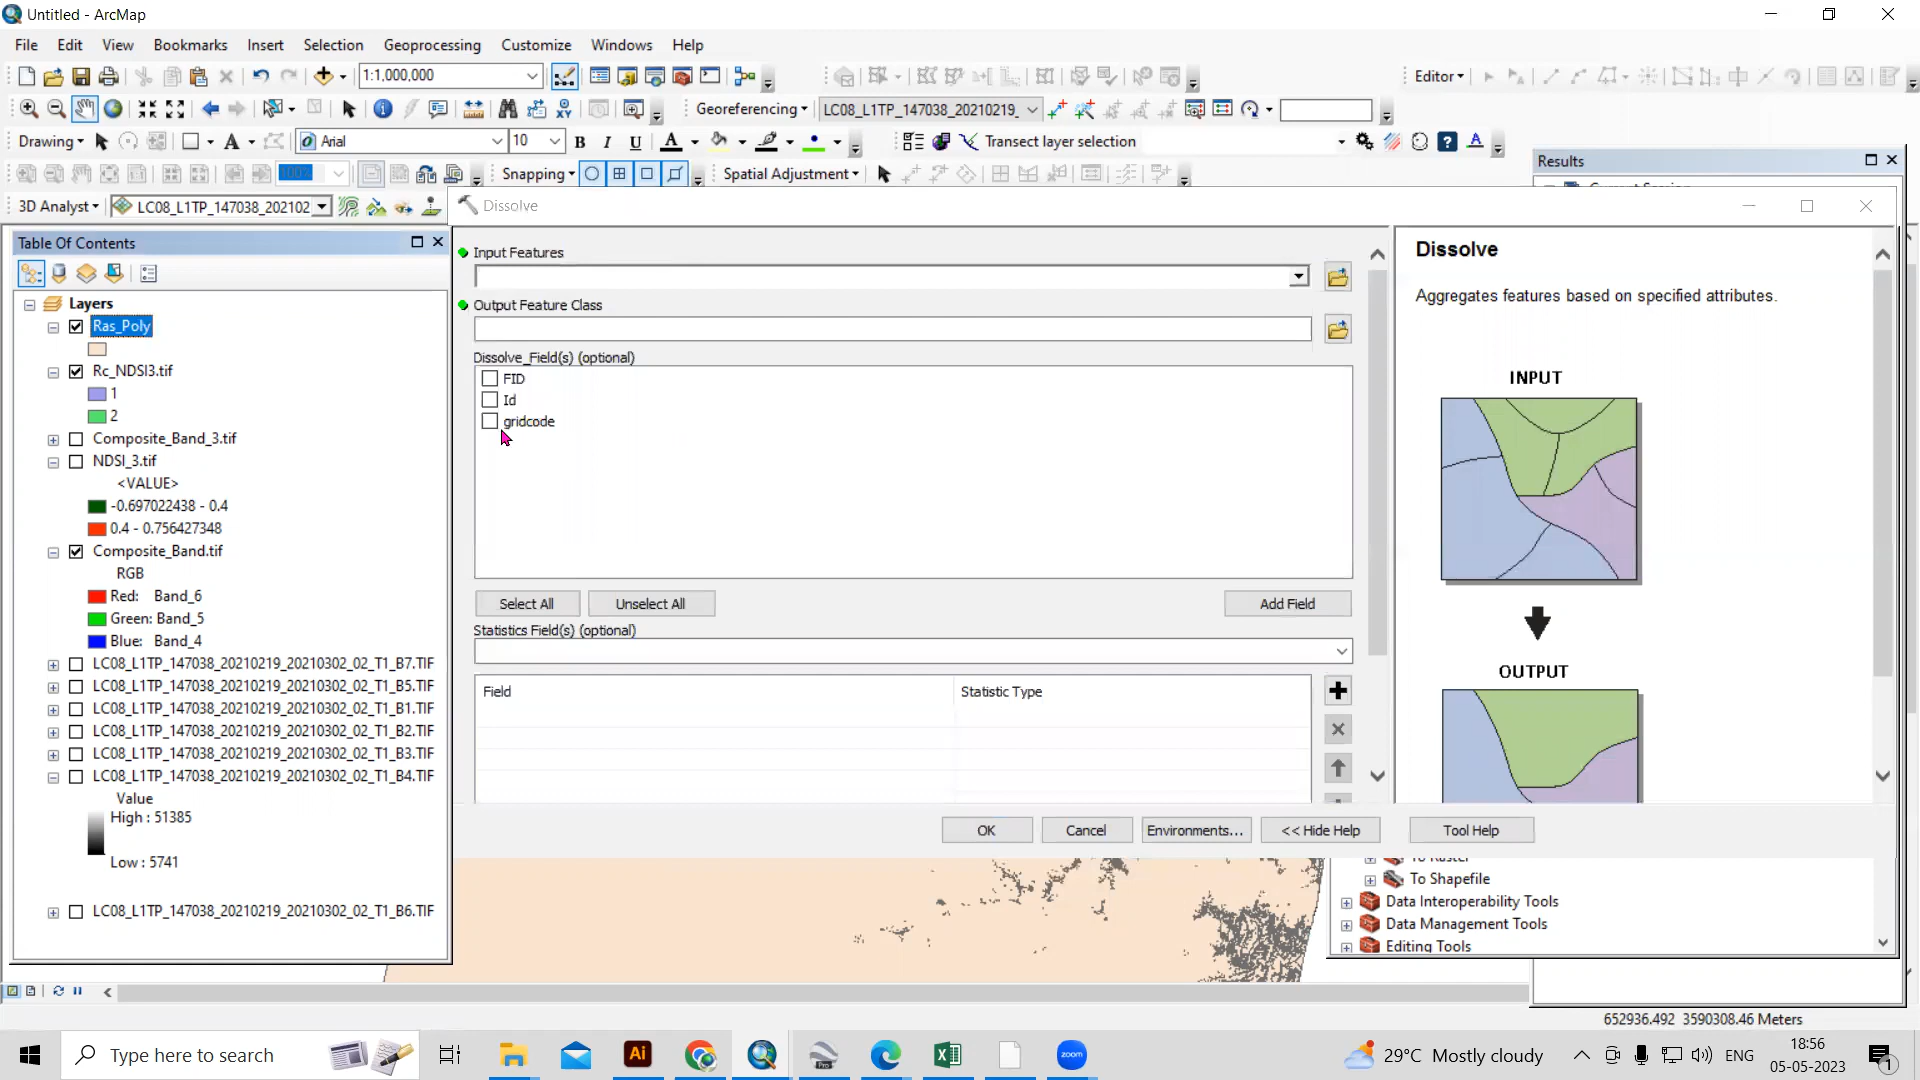 Untitled - ArcMap
File Edit View Bookmarks Insert Selection Geoprocessing Customize Windows Help
1:1,000,000
Editor
Georeferencing LC08_L1TP_147038_20210219_
Drawing Arial 10 B I U A Transect layer selection
100% Snapping Spatial Adjustment
Results
3D Analyst LC08_L1TP_147038_202102
Dissolve
Table Of Contents
Layers
Ras_Poly
Rc_NDSI3.tif
1
2
Composite_Band_3.tif
NDSI_3.tif
<VALUE>
-0.697022438 - 0.4
0.4 - 0.756427348
Composite_Band.tif
RGB
Red: Band_6
Green: Band_5
Blue: Band_4
LC08_L1TP_147038_20210219_20210302_02_T1_B7.TIF
LC08_L1TP_147038_20210219_20210302_02_T1_B5.TIF
LC08_L1TP_147038_20210219_20210302_02_T1_B1.TIF
LC08_L1TP_147038_20210219_20210302_02_T1_B2.TIF
LC08_L1TP_147038_20210219_20210302_02_T1_B3.TIF
LC08_L1TP_147038_20210219_20210302_02_T1_B4.TIF
Value
High : 51385
Low : 5741
LC08_L1TP_147038_20210219_20210302_02_T1_B6.TIF
Input Features
Output Feature Class
Dissolve_Field(s) (optional)
FID
Id
gridcode
Select All Unselect All Add Field
Statistics Field(s) (optional)
Field Statistic Type
OK Cancel Environments... << Hide Help Tool Help
Dissolve
Aggregates features based on specified attributes.
INPUT
OUTPUT
To Shapefile
Data Interoperability Tools
Data Management Tools
Editing Tools
652936.492 3590308.46 Meters
Type here to search
Ai
Pro
zoom
29°C Mostly cloudy
ENG
18:56
05-05-2023
1